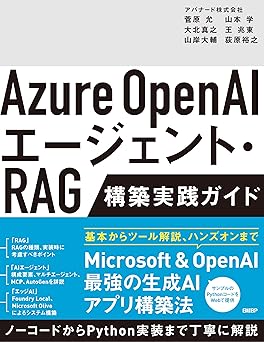 アバナード株式会社
菅原 允　山本 学
大北真之　王 兆東
山岸大輔　荻原裕之
Azure OpenAI
エージェント・
RAG
構築実践ガイド
「RAG」
RAGの種類、実装時に
考慮すべきポイント
「AIエージェント」
構成要素、マルチエージェント、
MCP、AutoGenを詳説
「エッジAI」
Foundry Local、
Microsoft Olive
によるシステム構築
基本からツール解説、ハンズオンまで
Microsoft & OpenAI
最強の生成AI
アプリ構築法
サンプルの
Pythonコードを
Webで提供
日経BP
ノーコードからPython実装まで丁寧に解説